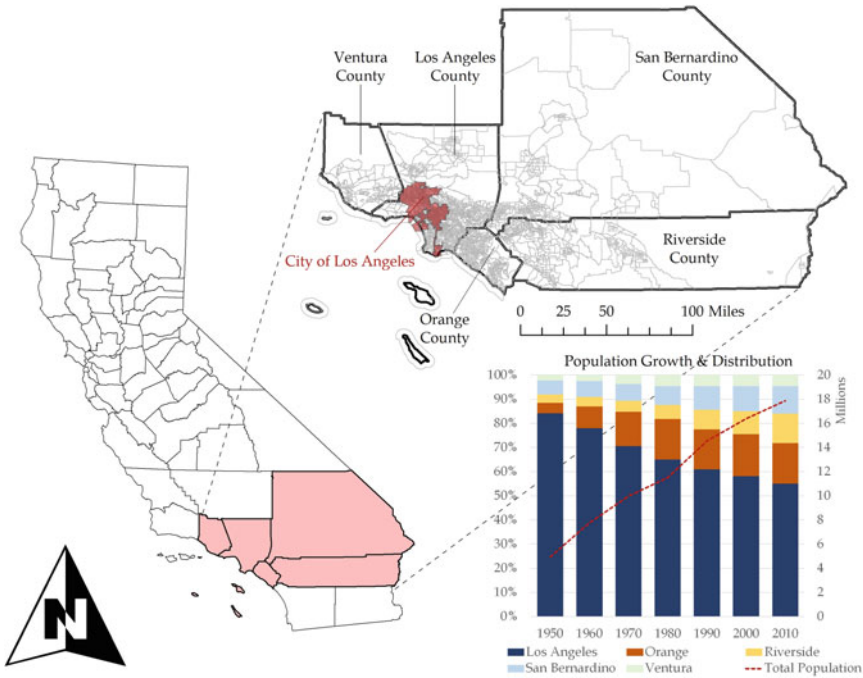 Ventura
County
Los Angeles
County
San Bernardino
County
City of Los Angeles
Riverside
County
Orange
County
0 25 50 100 Miles
N
Population Growth & Distribution
100%
90%
80%
70%
60%
50%
40%
30%
20%
10%
0%
20
18
16
14
12
10
8
6
4
2
0
Millions
1950 1960 1970 1980 1990 2000 2010
Los Angeles Orange Riverside
San Bernardino Ventura Total Population